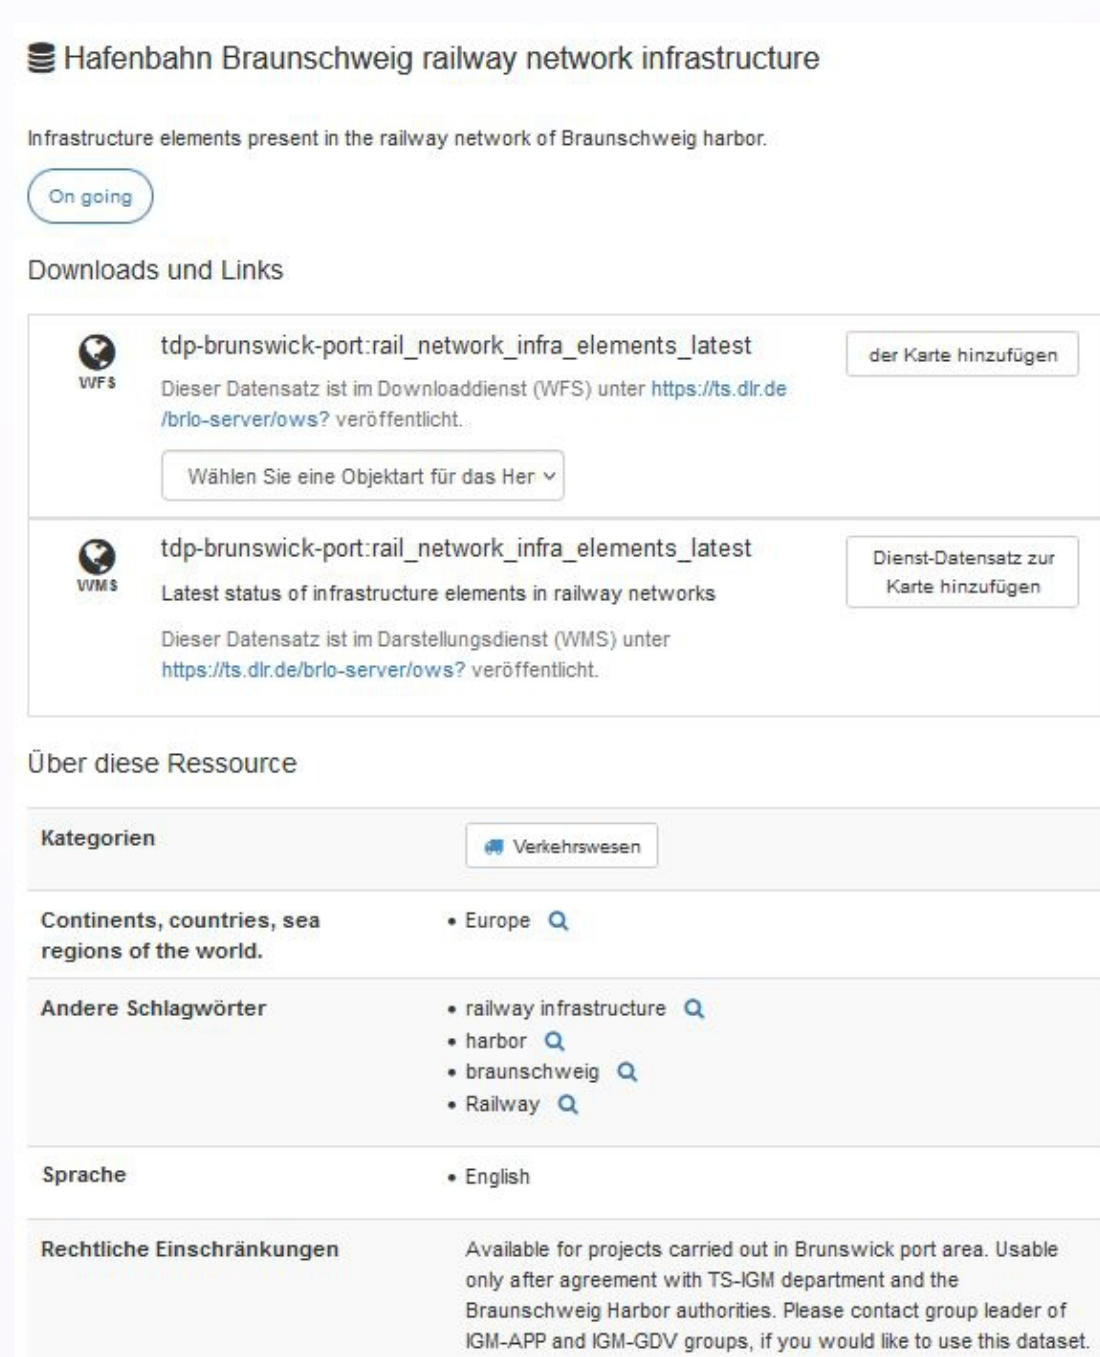 Hafenbahn Braunschweig railway network infrastructure
Infrastructure elements present in the railway network of Braunschweig harbor.
On going
Downloads und Links
WFS
tdp-brunswick-port:rail_network_infra_elements_latest
der Karte hinzufügen
Dieser Datensatz ist im Downloaddienst (WFS) unter https://ts.dlr.de
/brlo-server/ows? veröffentlicht.
Wählen Sie eine Objektart für das Her
WMS
tdp-brunswick-port:rail_network_infra_elements_latest
Dienst-Datensatz zur
Karte hinzufügen
Latest status of infrastructure elements in railway networks
Dieser Datensatz ist im Darstellungsdienst (WMS) unter
https://ts.dlr.de/brlo-server/ows? veröffentlicht.
Über diese Ressource
Kategorien
Verkehrswesen
Continents, countries, sea
regions of the world.
• Europe
Andere Schlagwörter
• railway infrastructure
• harbor
• braunschweig
• Railway
Sprache
• English
Rechtliche Einschränkungen
Available for projects carried out in Brunswick port area. Usable
only after agreement with TS-IGM department and the
Braunschweig Harbor authorities. Please contact group leader of
IGM-APP and IGM-GDV groups, if you would like to use this dataset.